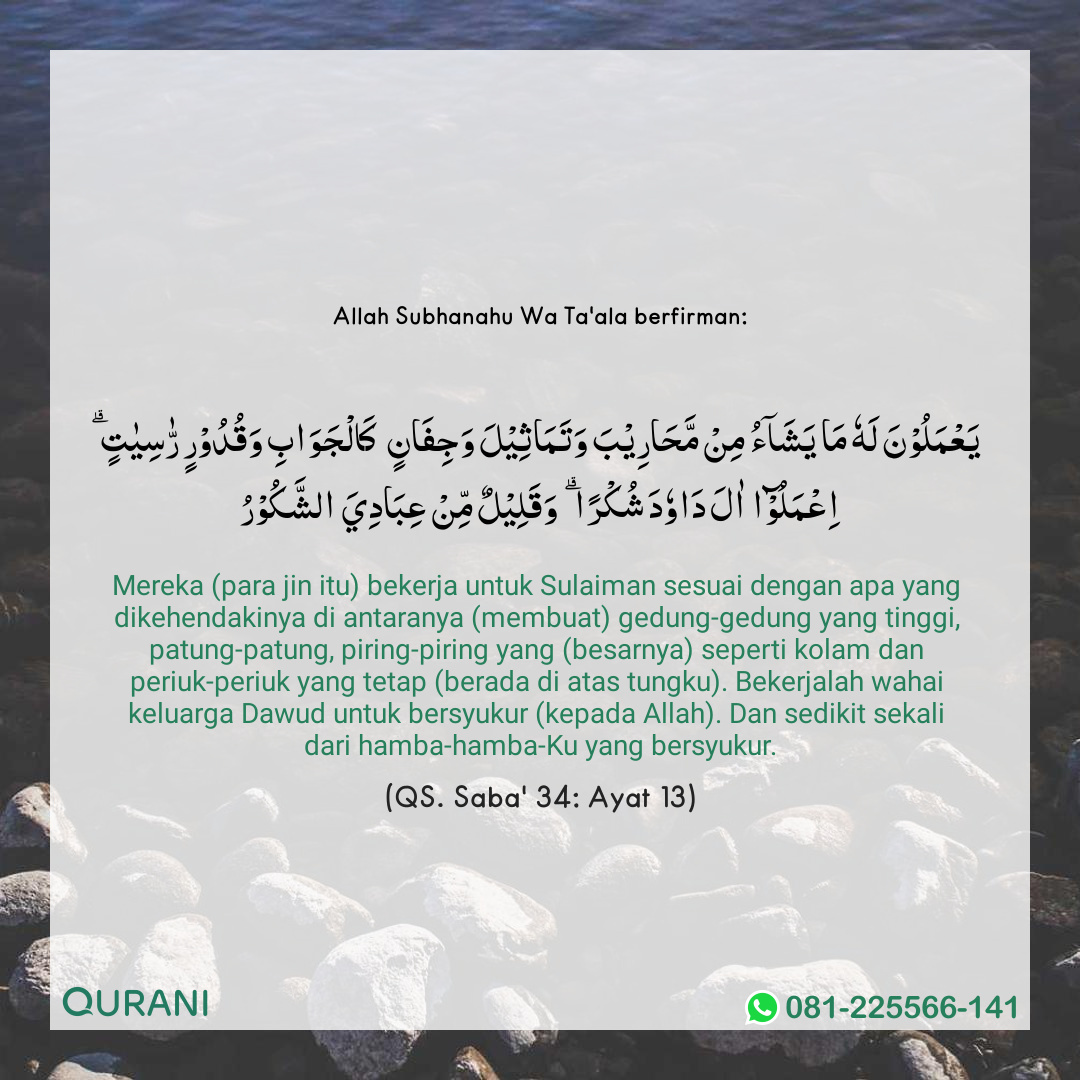 Allah Subhanahu Wa Ta'ala berfirman:
يَعْمَلُوْنَ لَهٗ مَا يَشَاۤءُ مِنْ مَّحَارِيْبَ وَتَمَاثِيْلَ وَجِفَانٍ كَالْجَوَابِ وَقُدُوْرٍ رّٰسِيٰتٍۗ
اِعْمَلُوْٓا اٰلَ دَاوٗدَ شُكْرًاۗ وَقَلِيْلٌ مِّنْ عِبَادِيَ الشَّكُوْرُ
Mereka (para jin itu) bekerja untuk Sulaiman sesuai dengan apa yang
dikehendakinya di antaranya (membuat) gedung-gedung yang tinggi,
patung-patung, piring-piring yang (besarnya) seperti kolam dan
periuk-periuk yang tetap (berada di atas tungku). Bekerjalah wahai
keluarga Dawud untuk bersyukur (kepada Allah). Dan sedikit sekali
dari hamba-hamba-Ku yang bersyukur.
(QS. Saba' 34: Ayat 13)
QURANI
081-225566-141